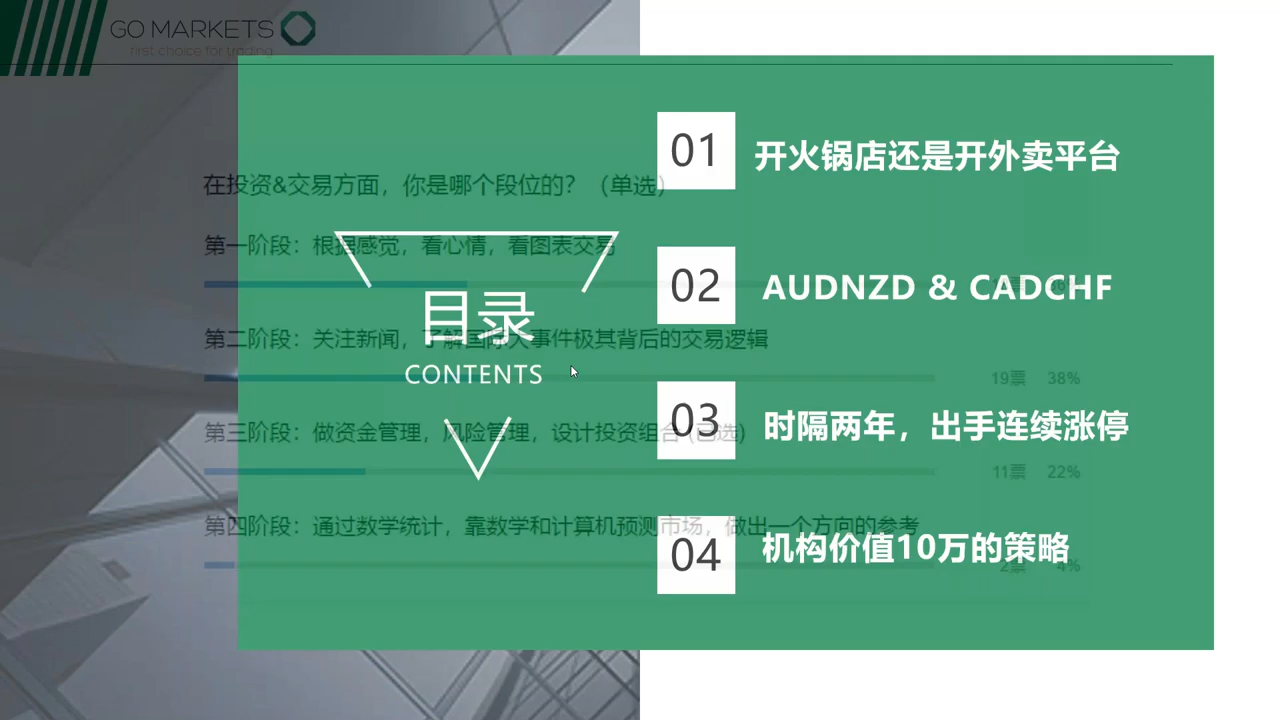 GO MARKETS
first choice for trading
目录
CONTENTS
01 开火锅店还是开外卖平台
02 AUDNZD & CADCHF
03 时隔两年，出手连续涨停
04 机构价值10万的策略
在投资&交易方面，你是哪个段位的？（单选）
第一阶段：根据感觉，看心情，看图表交易
36%
第二阶段：关注新闻，了解国际大事件极其背后的交易逻辑
19票 38%
第三阶段：做资金管理，风险管理，设计投资组合 (已选)
11票 22%
第四阶段：通过数学统计，靠数学和计算机预测市场，做出一个方向的参考
2票 4%